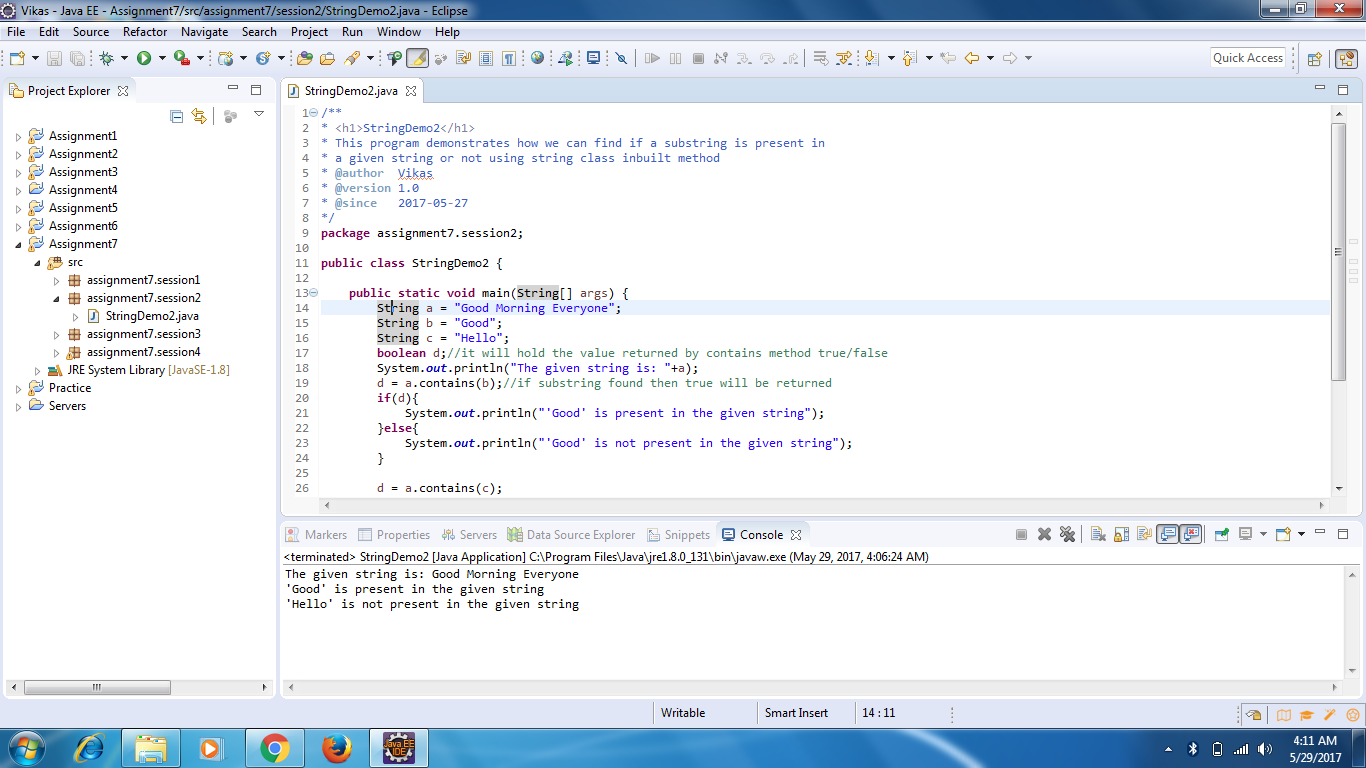 Vikas - Java EE - Assignment7/src/assignment7/session2/StringDemo2.java - Eclipse
File Edit Source Refactor Navigate Search Project Run Window Help
Quick Access
Project Explorer
Assignment1
Assignment2
Assignment3
Assignment4
Assignment5
Assignment6
Assignment7
src
assignment7.session1
assignment7.session2
StringDemo2.java
assignment7.session3
assignment7.session4
JRE System Library [JavaSE-1.8]
Practice
Servers
StringDemo2.java
1 /**
2 * <h1>StringDemo2</h1>
3 * This program demonstrates how we can find if a substring is present in
4 * a given string or not using string class inbuilt method
5 * @author  Vikas
6 * @version 1.0
7 * @since   2017-05-27
8 */
9 package assignment7.session2;
10
11 public class StringDemo2 {
12
13     public static void main(String[] args) {
14         String a = "Good Morning Everyone";
15         String b = "Good";
16         String c = "Hello";
17         boolean d;//it will hold the value returned by contains method true/false
18         System.out.println("The given string is: "+a);
19         d = a.contains(b);//if substring found then true will be returned
20         if(d){
21             System.out.println("'Good' is present in the given string");
22         }else{
23             System.out.println("'Good' is not present in the given string");
24         }
25
26         d = a.contains(c);
Markers Properties Servers Data Source Explorer Snippets Console
<terminated> StringDemo2 [Java Application] C:\Program Files\Java\jre1.8.0_131\bin\javaw.exe (May 29, 2017, 4:06:24 AM)
The given string is: Good Morning Everyone
'Good' is present in the given string
'Hello' is not present in the given string
Writable Smart Insert 14 : 11
Java EE
IDE
4:11 AM
5/29/2017